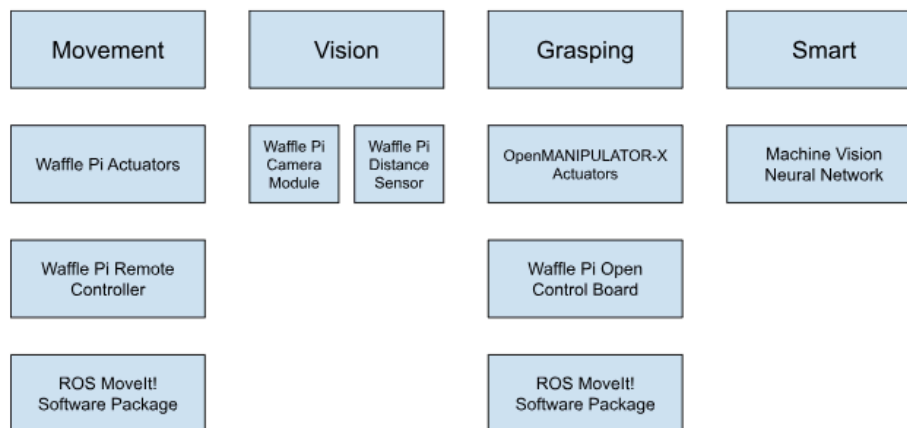 Movement
Vision
Grasping
Smart
Waffle Pi Actuators
Waffle Pi
Camera
Module
Waffle Pi
Distance
Sensor
OpenMANIPULATOR-X
Actuators
Machine Vision
Neural Network
Waffle Pi Remote
Controller
Waffle Pi Open
Control Board
ROS MoveIt!
Software Package
ROS MoveIt!
Software Package